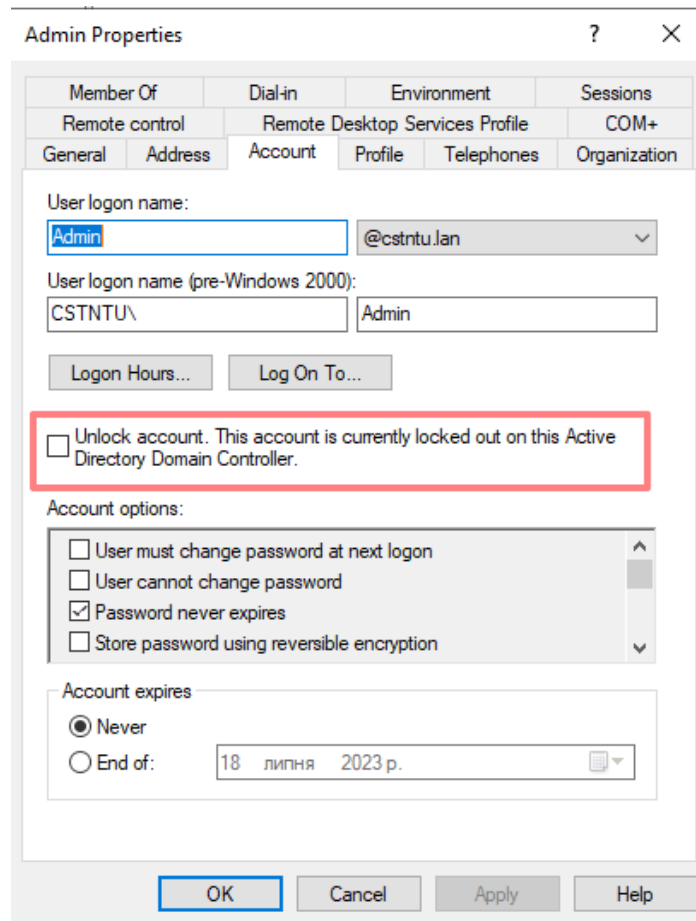 Admin Properties
?
Member Of
Dial-in
Environment
Sessions
Remote control
Remote Desktop Services Profile
COM+
General
Address
Account
Profile
Telephones
Organization
User logon name:
Admin
@cstntu.lan
User logon name (pre-Windows 2000):
CSTNTU\
Admin
Logon Hours...
Log On To...
Unlock account. This account is currently locked out on this Active
Directory Domain Controller.
Account options:
User must change password at next logon
User cannot change password
Password never expires
Store password using reversible encryption
Account expires
Never
End of:
18 липня 2023 р.
OK
Cancel
Apply
Help